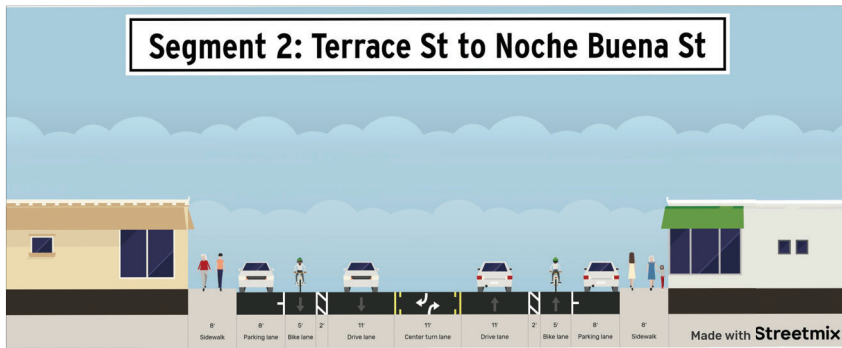 Segment 2: Terrace St to Noche Buena St
8' 8' 5' 2' 11' 11' 11' 2' 5' 8' 8'
Sidewalk Parking lane Bike lane Drive lane Center turn lane Drive lane Bike lane Parking lane Sidewalk
Made with Streetmix